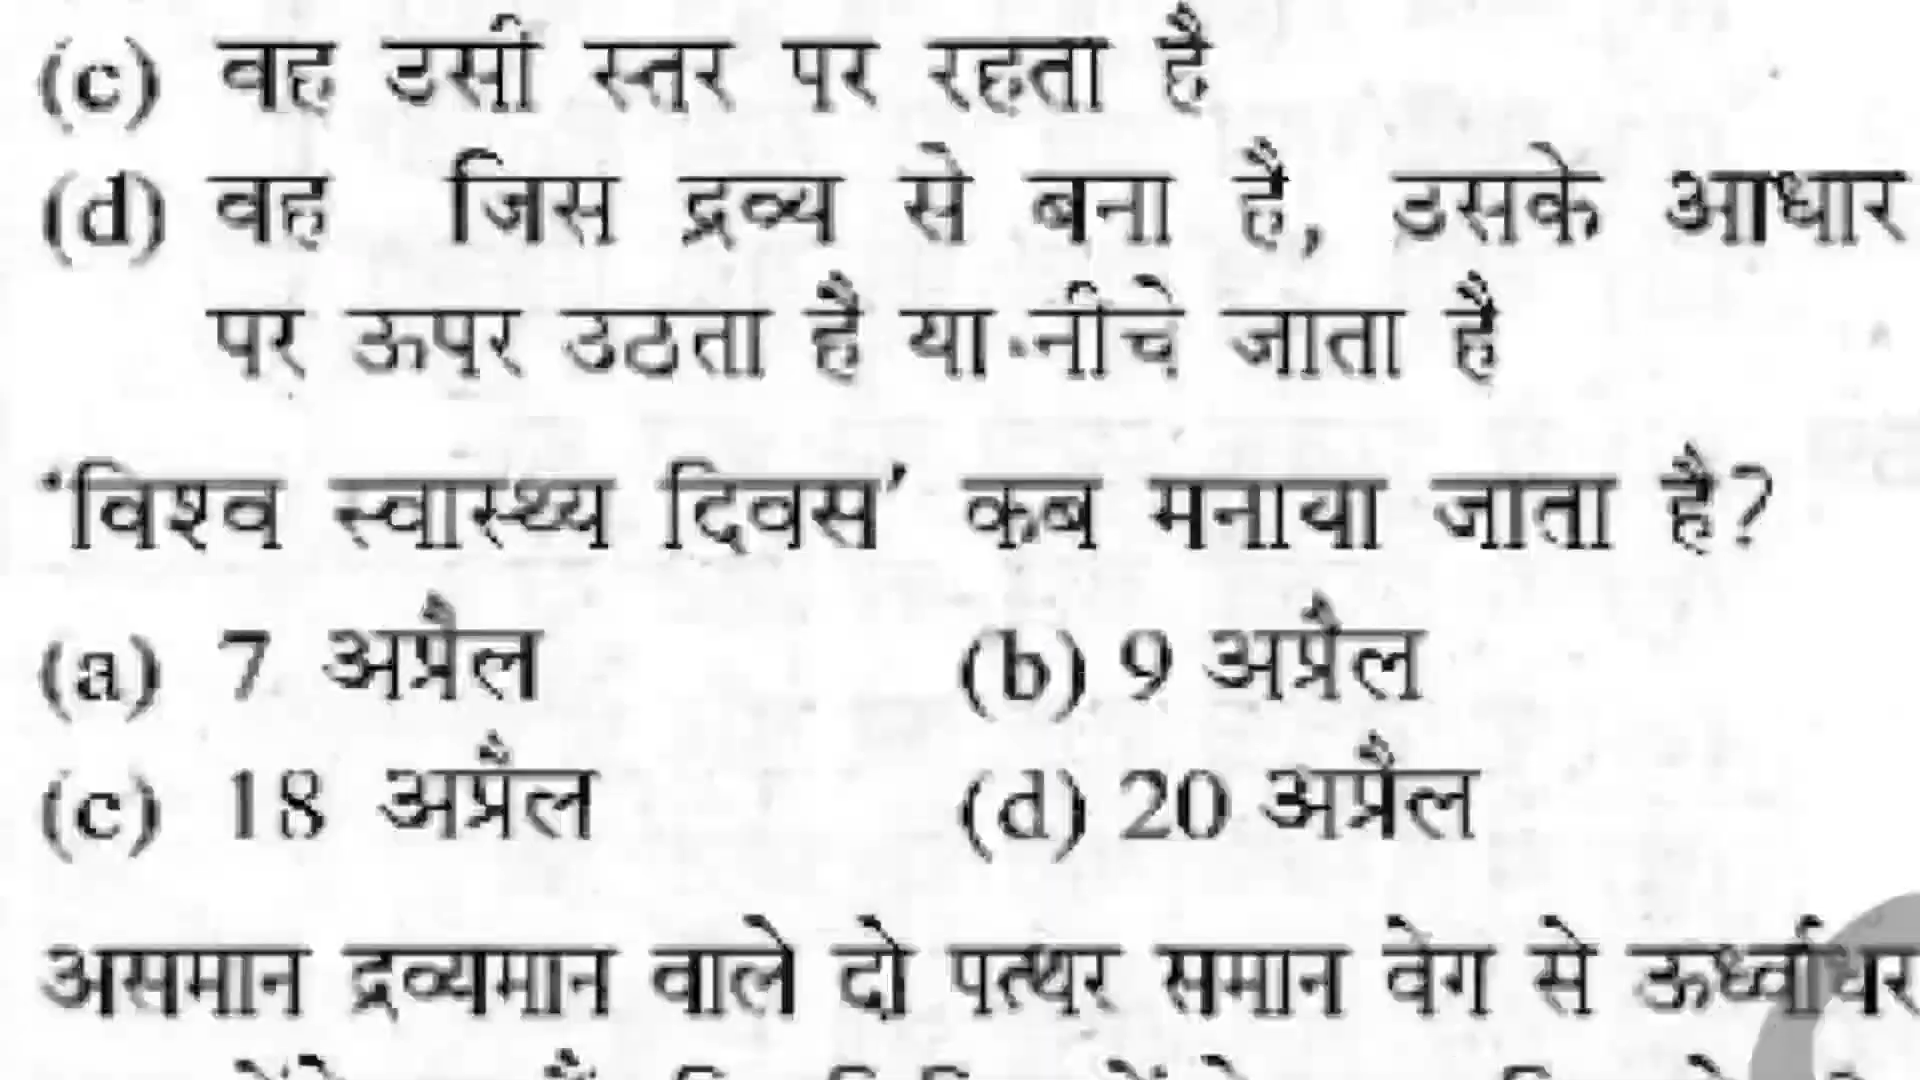 (c) वह उसी स्तर पर रहता है
(d) वह जिस द्रव्य से बना है, उसके आधार
पर ऊपर उठता है या नीचे जाता है
‘विश्व स्वास्थ्य दिवस’ कब मनाया जाता है?
(a) 7 अप्रैल (b) 9 अप्रैल
(c) 18 अप्रैल (d) 20 अप्रैल
असमान द्रव्यमान वाले दो पत्थर समान वेग से ऊर्ध्वाधर